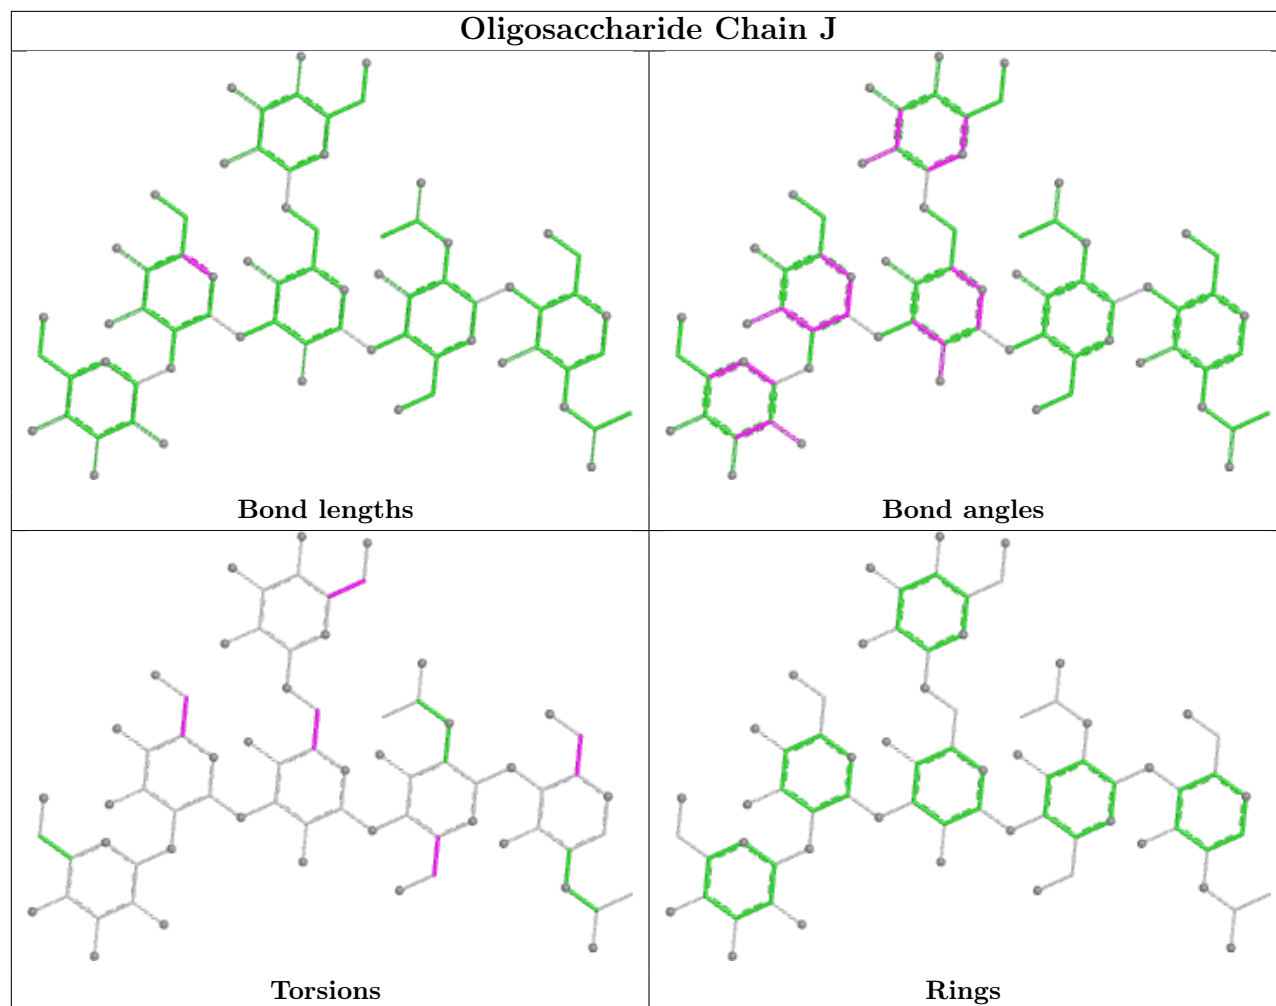 Oligosaccharide Chain J
Bond lengths
Bond angles
Torsions
Rings